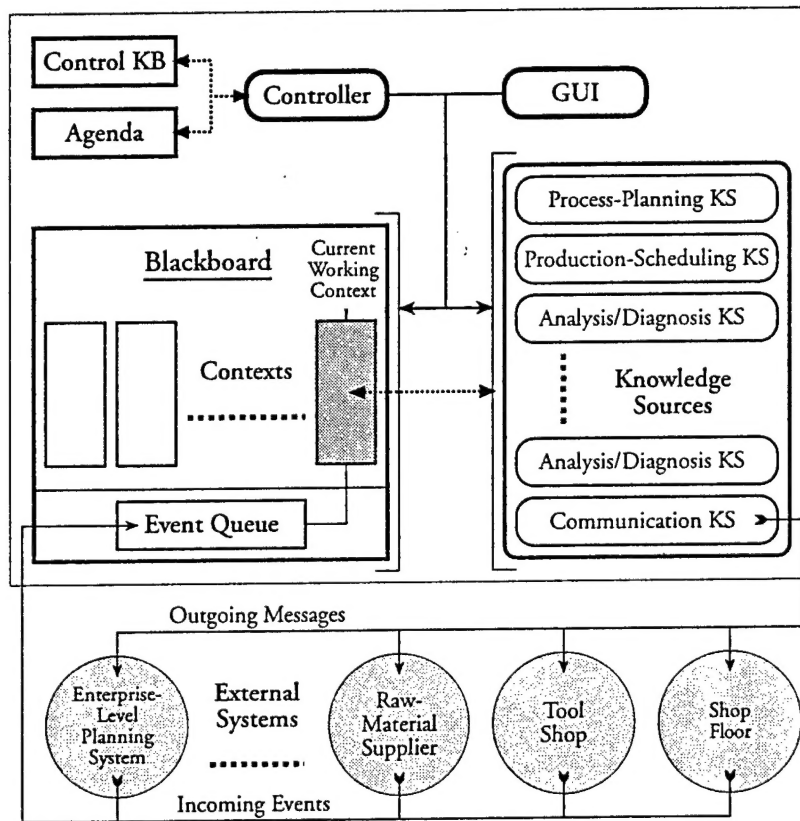 Control KB
Agenda
Controller
GUI
Blackboard
Current
Working
Context
Contexts
Event Queue
Process-Planning KS
Production-Scheduling KS
Analysis/Diagnosis KS
Knowledge
Sources
Analysis/Diagnosis KS
Communication KS
Outgoing Messages
Enterprise-
Level
Planning
System
External
Systems
Raw-
Material
Supplier
Tool
Shop
Shop
Floor
Incoming Events